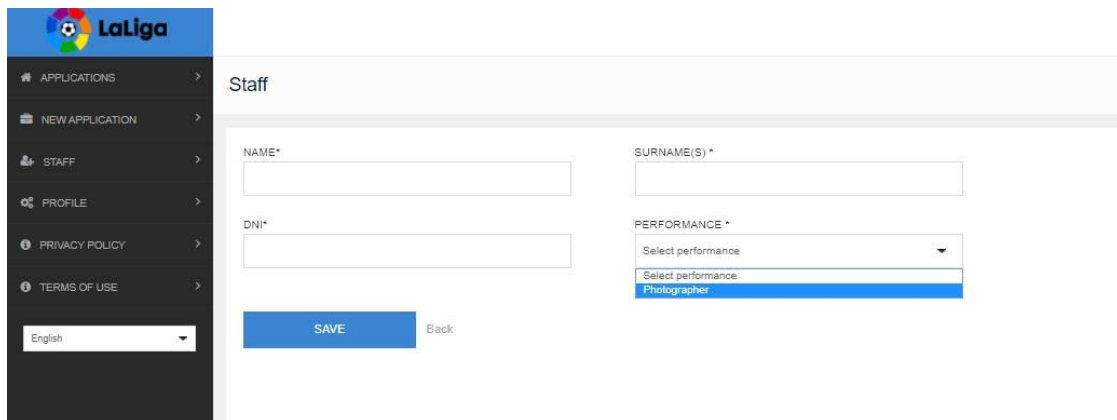 LaLiga
APPLICATIONS
NEW APPLICATION
STAFF
PROFILE
PRIVACY POLICY
TERMS OF USE
English
Staff
NAME*
SURNAME(S) *
DNI*
PERFORMANCE *
Select performance
Select performance
Photographer
SAVE
Back